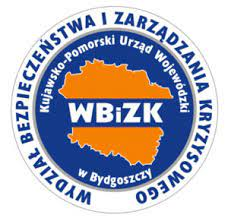 WYDZIAŁ BEZPIECZEŃSTWA I ZARZĄDZANIA KRYZYSOWEGO
Kujawsko-Pomorski Urząd Wojewódzki
WBiZK
w Bydgoszczy